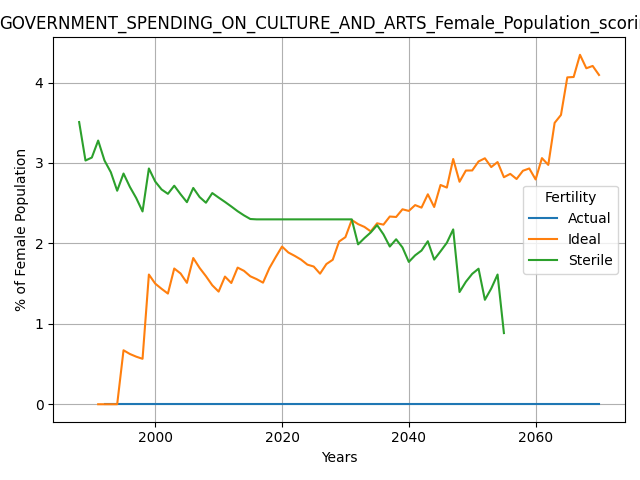 GOVERNMENT_SPENDING_ON_CULTURE_AND_ARTS_Female_Population_scori
4
3
2
1
0
% of Female Population
2000
2020
2040
2060
Years
Fertility
Actual
Ideal
Sterile